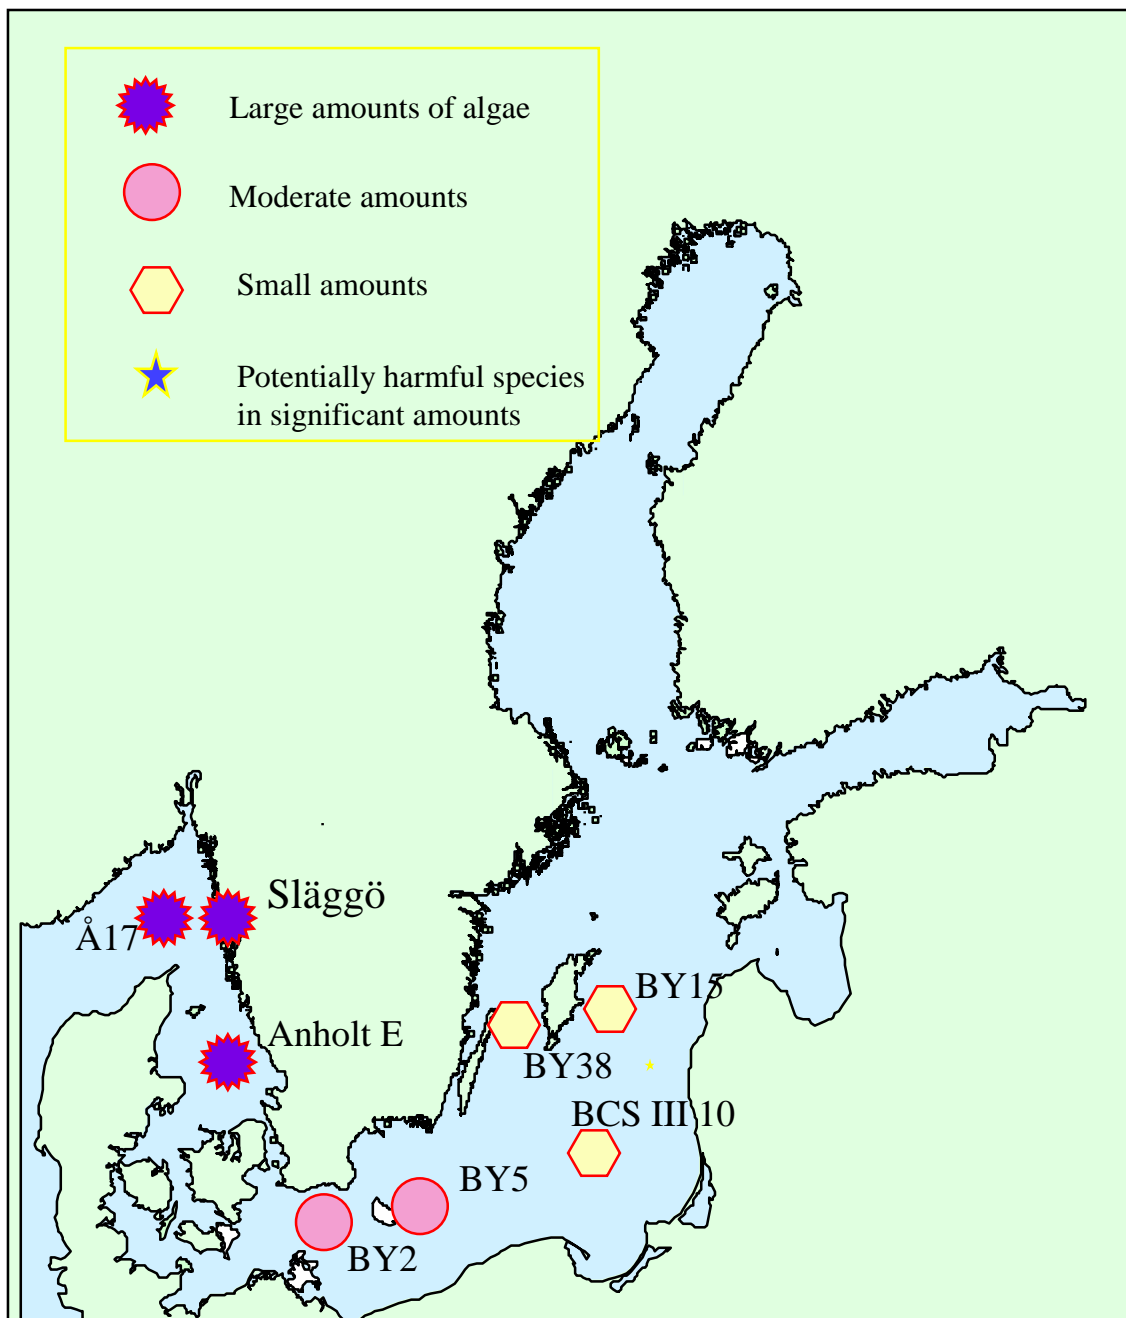 Large amounts of algae
Moderate amounts
Small amounts
Potentially harmful species
in significant amounts
Släggö
Å17
BY15
Anholt E
BY38
BCS III 10
BY5
BY2